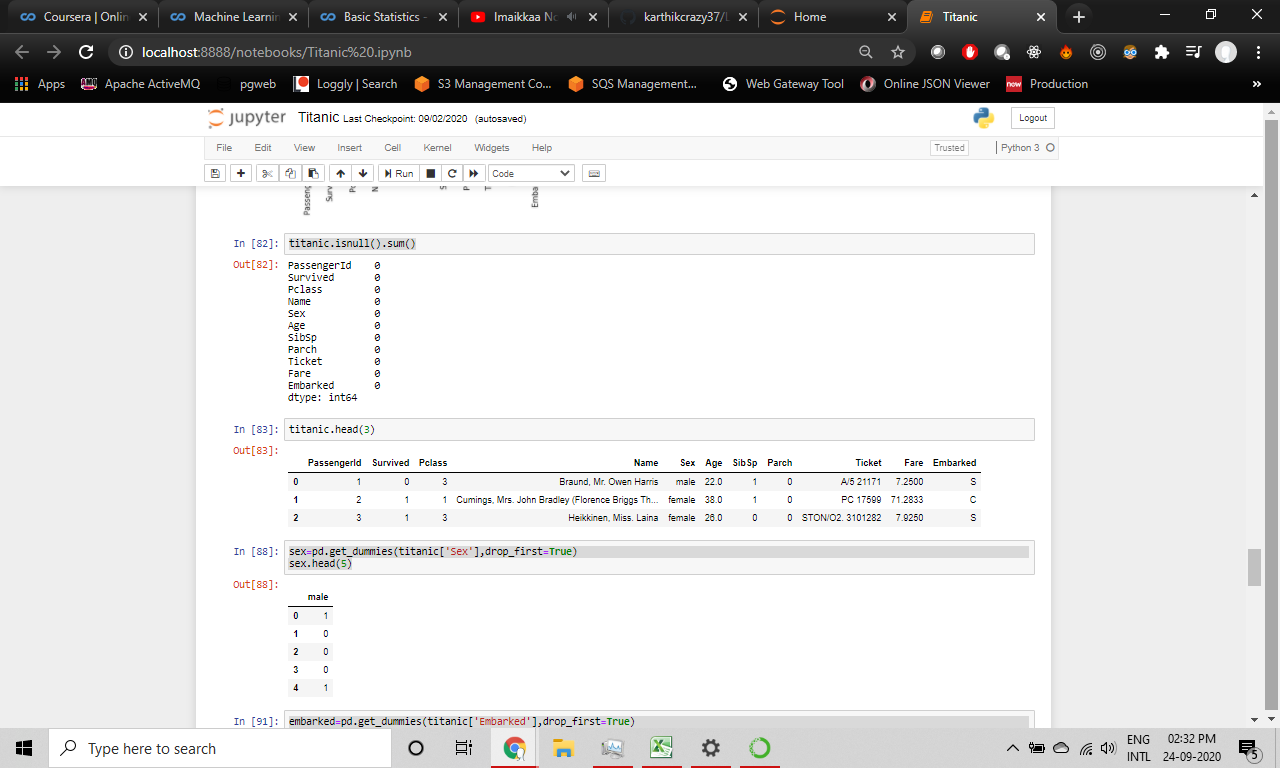 Coursera | Onlin
Machine Learnin
Basic Statistics -
Imaikkaa No
karthikcrazy37/L
Home
Titanic
localhost:8888/notebooks/Titanic%20.ipynb
Apps
Apache ActiveMQ
pgweb
Loggly | Search
S3 Management Co...
SQS Management...
Web Gateway Tool
Online JSON Viewer
now
Production
»
jupyter Titanic Last Checkpoint: 09/02/2020 (autosaved)
Logout
File Edit View Insert Cell Kernel Widgets Help
Trusted
Python 3
Run
Code
Passeng
Surv
Emba
In [82]: titanic.isnull().sum()
Out[82]: PassengerId 0
Survived 0
Pclass 0
Name 0
Sex 0
Age 0
SibSp 0
Parch 0
Ticket 0
Fare 0
Embarked 0
dtype: int64
In [83]: titanic.head(3)
Out[83]:
PassengerId Survived Pclass Name Sex Age SibSp Parch Ticket Fare Embarked
0 1 0 3 Braund, Mr. Owen Harris male 22.0 1 0 A/5 21171 7.2500 S
1 2 1 1 Cumings, Mrs. John Bradley (Florence Briggs Th... female 38.0 1 0 PC 17599 71.2833 C
2 3 1 3 Heikkinen, Miss. Laina female 26.0 0 0 STON/O2. 3101282 7.9250 S
In [88]: sex=pd.get_dummies(titanic['Sex'],drop_first=True)
sex.head(5)
Out[88]:
male
0 1
1 0
2 0
3 0
4 1
In [91]: embarked=pd.get_dummies(titanic['Embarked'],drop_first=True)
Type here to search
ENG
INTL
02:32 PM
24-09-2020
5